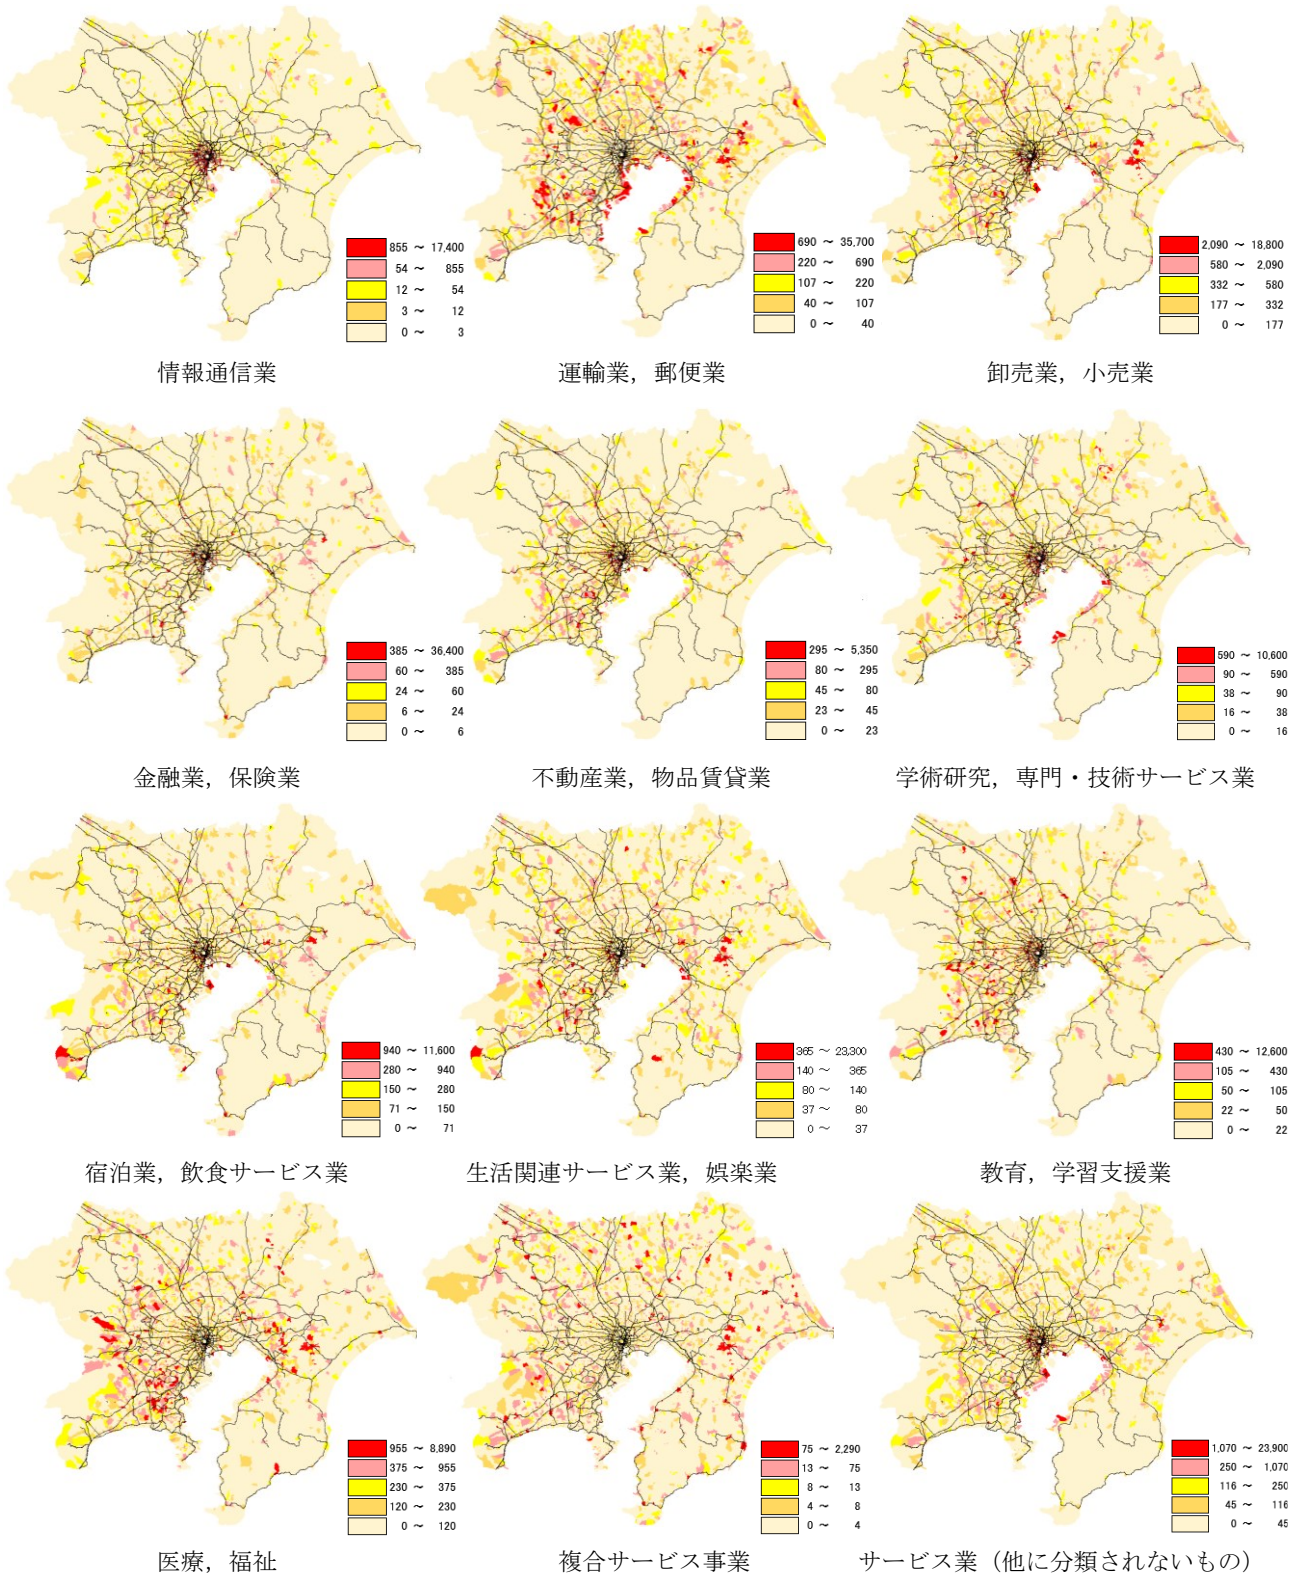 855 ～ 17,400
54 ～ 855
12 ～ 54
3 ～ 12
0 ～ 3
情報通信業
690 ～ 35,700
220 ～ 690
107 ～ 220
40 ～ 107
0 ～ 40
運輸業，郵便業
2,090 ～ 18,800
580 ～ 2,090
332 ～ 580
177 ～ 332
0 ～ 177
卸売業，小売業
385 ～ 36,400
60 ～ 385
24 ～ 60
6 ～ 24
0 ～ 6
金融業，保険業
295 ～ 5,350
80 ～ 295
45 ～ 80
23 ～ 45
0 ～ 23
不動産業，物品賃貸業
590 ～ 10,600
90 ～ 590
38 ～ 90
16 ～ 38
0 ～ 16
学術研究，専門・技術サービス業
940 ～ 11,600
280 ～ 940
150 ～ 280
71 ～ 150
0 ～ 71
宿泊業，飲食サービス業
365 ～ 23,300
140 ～ 365
80 ～ 140
37 ～ 80
0 ～ 37
生活関連サービス業，娯楽業
430 ～ 12,600
105 ～ 430
50 ～ 105
22 ～ 50
0 ～ 22
教育，学習支援業
955 ～ 8,890
375 ～ 955
230 ～ 375
120 ～ 230
0 ～ 120
医療，福祉
75 ～ 2,290
13 ～ 75
8 ～ 13
4 ～ 8
0 ～ 4
複合サービス事業
1,070 ～ 23,900
250 ～ 1,070
116 ～ 250
45 ～ 116
0 ～ 45
サービス業（他に分類されないもの）